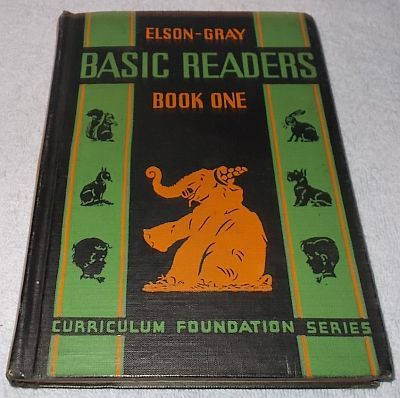 ELSON-GRAY
BASIC READERS
BOOK ONE
CURRICULUM FOUNDATION SERIES